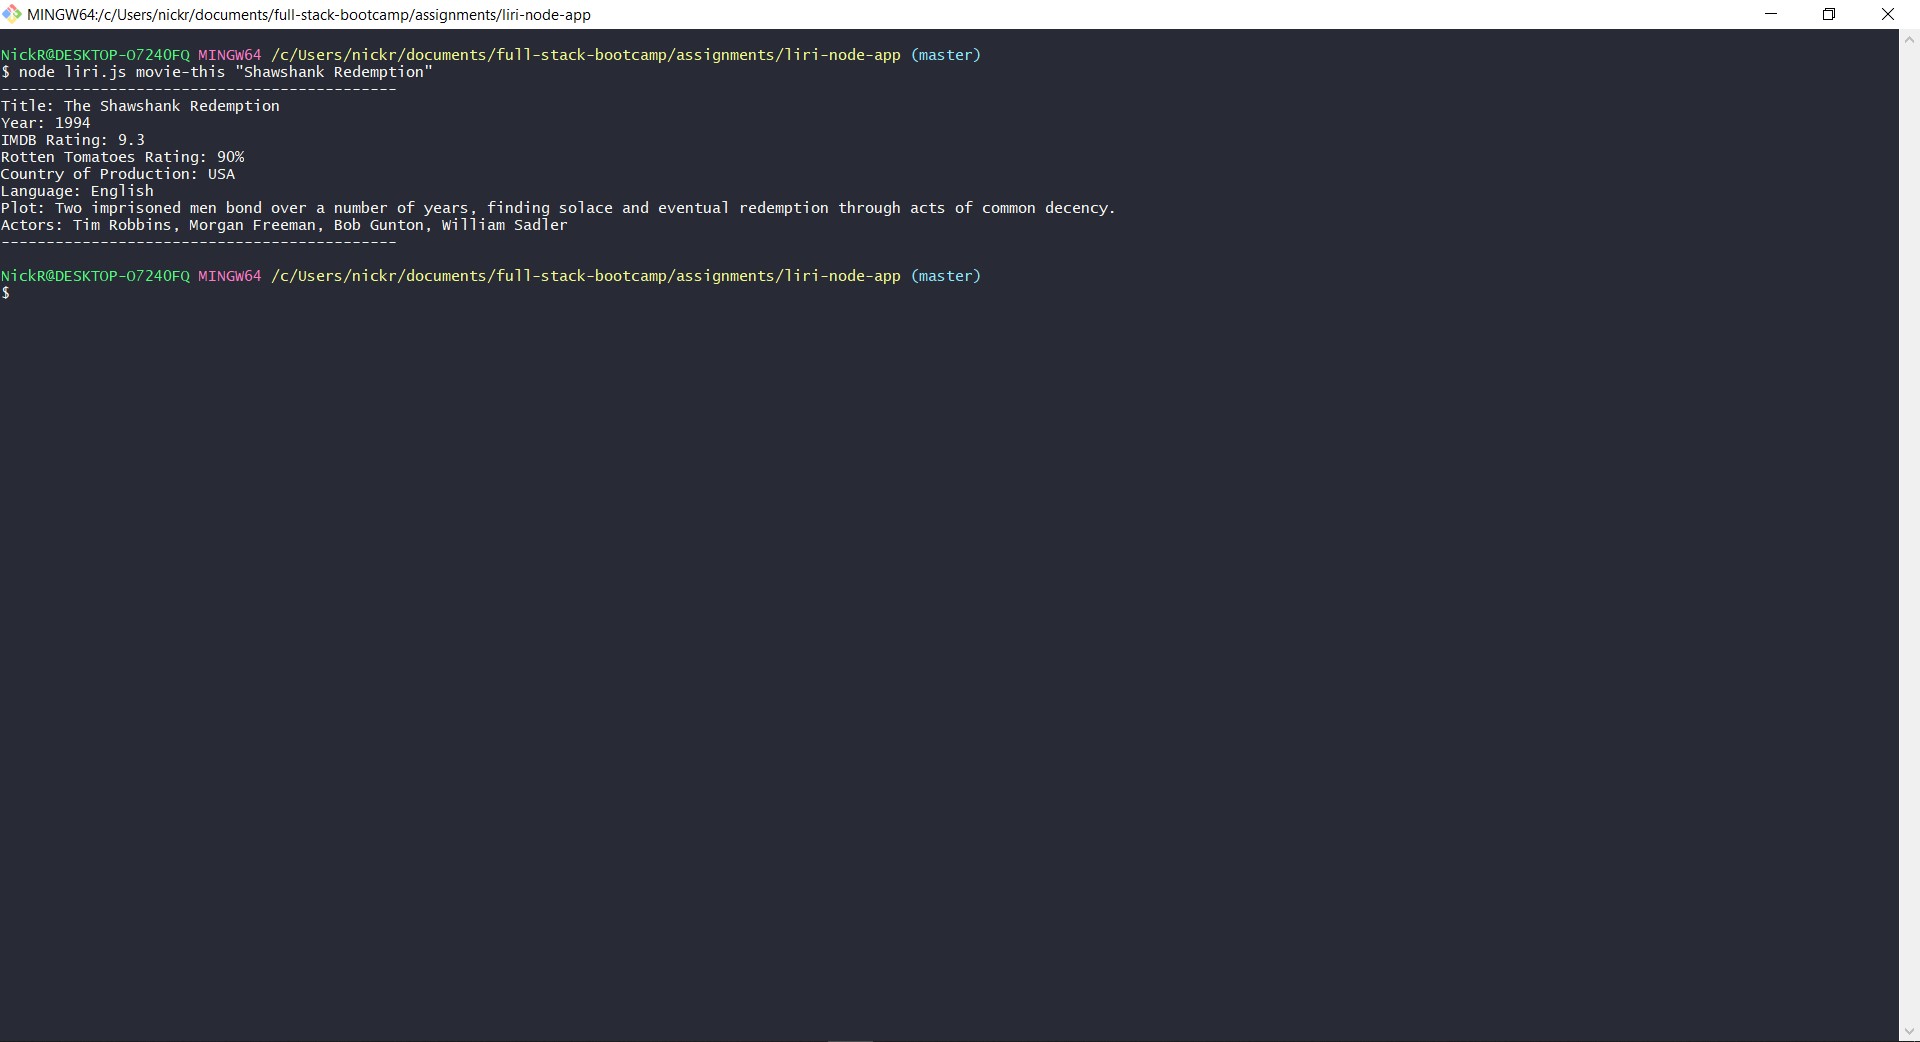 MINGW64:/c/Users/nickr/documents/full-stack-bootcamp/assignments/liri-node-app
NickR@DESKTOP-O724OFQ MINGW64 /c/Users/nickr/documents/full-stack-bootcamp/assignments/liri-node-app (master)
$ node liri.js movie-this "Shawshank Redemption"
--------------------------------------------
Title: The Shawshank Redemption
Year: 1994
IMDB Rating: 9.3
Rotten Tomatoes Rating: 90%
Country of Production: USA
Language: English
Plot: Two imprisoned men bond over a number of years, finding solace and eventual redemption through acts of common decency.
Actors: Tim Robbins, Morgan Freeman, Bob Gunton, William Sadler
--------------------------------------------
NickR@DESKTOP-O724OFQ MINGW64 /c/Users/nickr/documents/full-stack-bootcamp/assignments/liri-node-app (master)
$